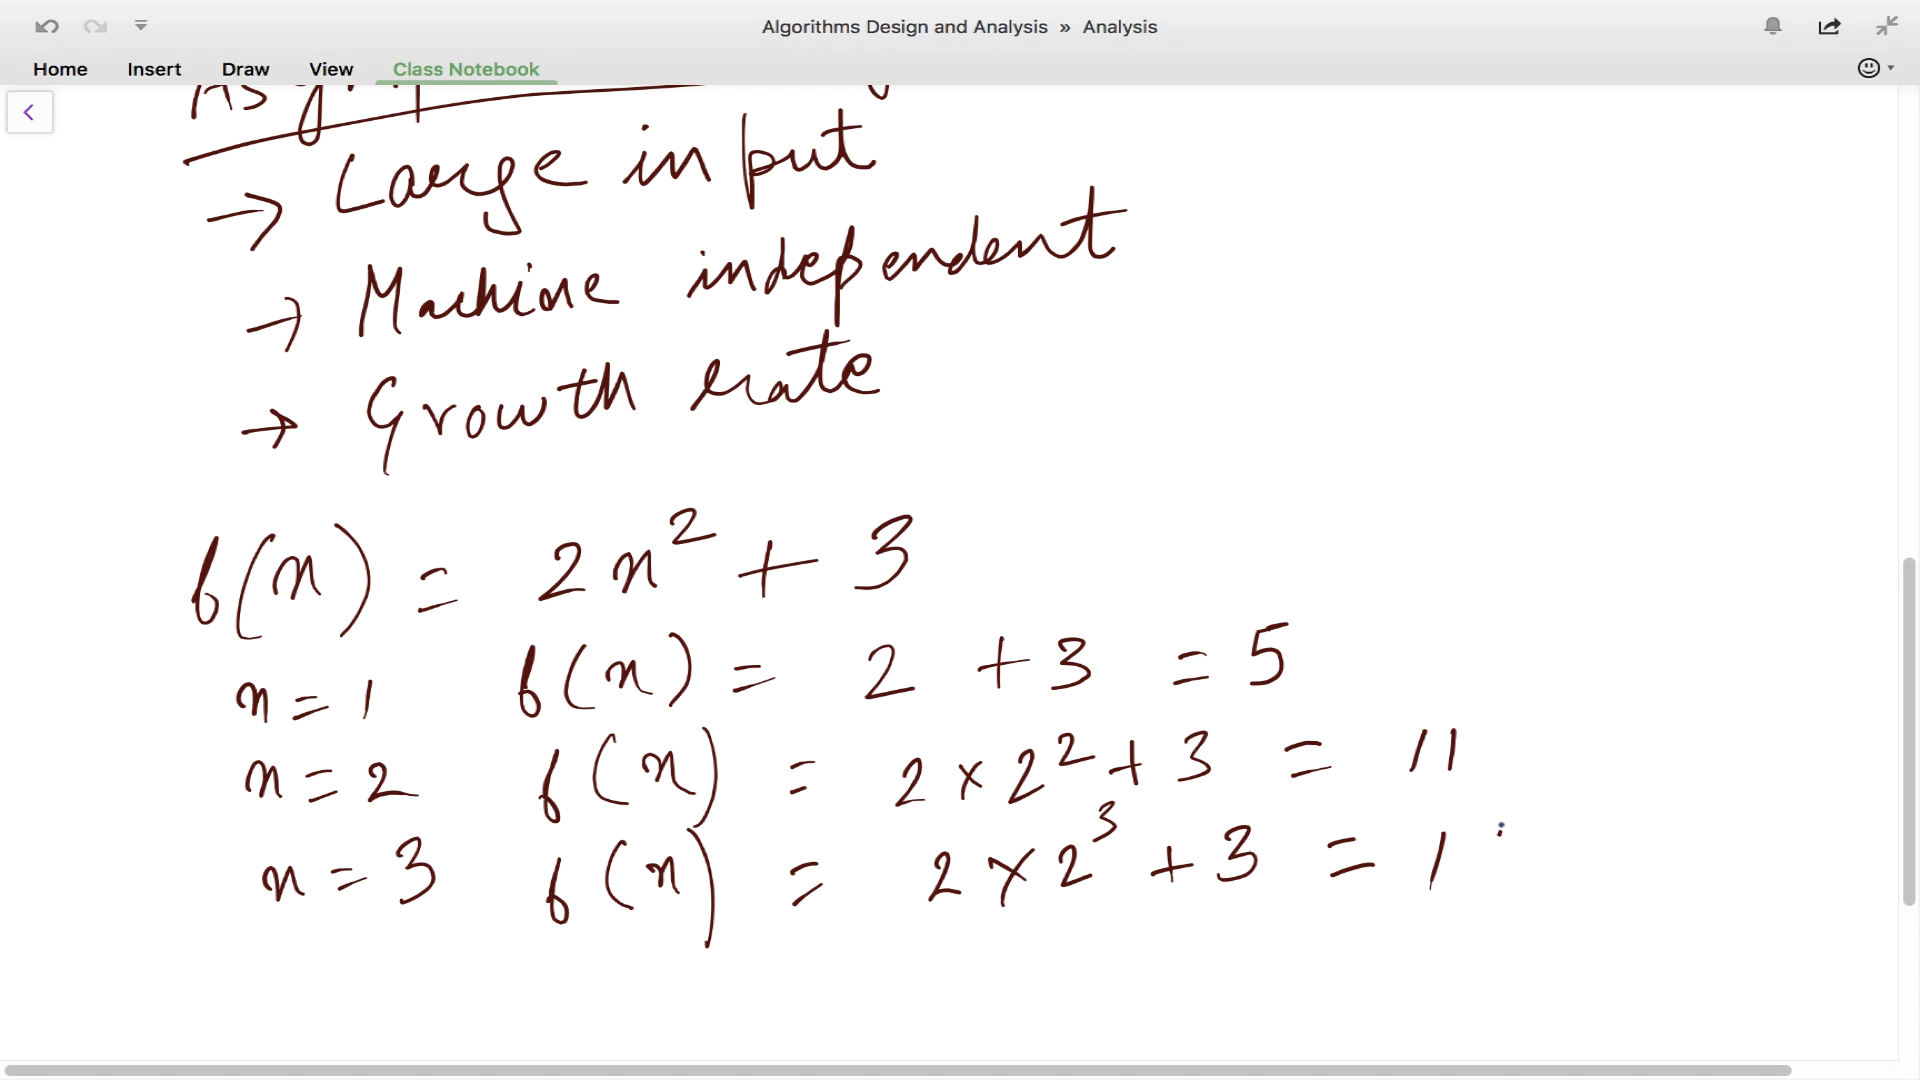 Algorithms Design and Analysis » Analysis
Home Insert Draw View Class Notebook
→ Large input
→ Machine independent
→ Growth rate
f(n) = 2n² + 3
n = 1 f(n) = 2 + 3 = 5
n = 2 f(n) = 2 × 2² + 3 = 11
n = 3 f(n) = 2 × 2³ + 3 = 1